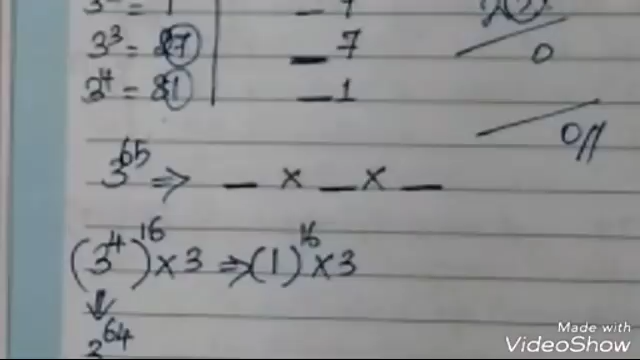 3³ = 27 | _ 7
0
3⁴ = 81 | _ 1
0//
3⁶⁵ ⇒ _ × _ × _
(3⁴)¹⁶ × 3 ⇒ (1)¹⁶ × 3
⇓
3⁶⁴
Made with
VideoShow